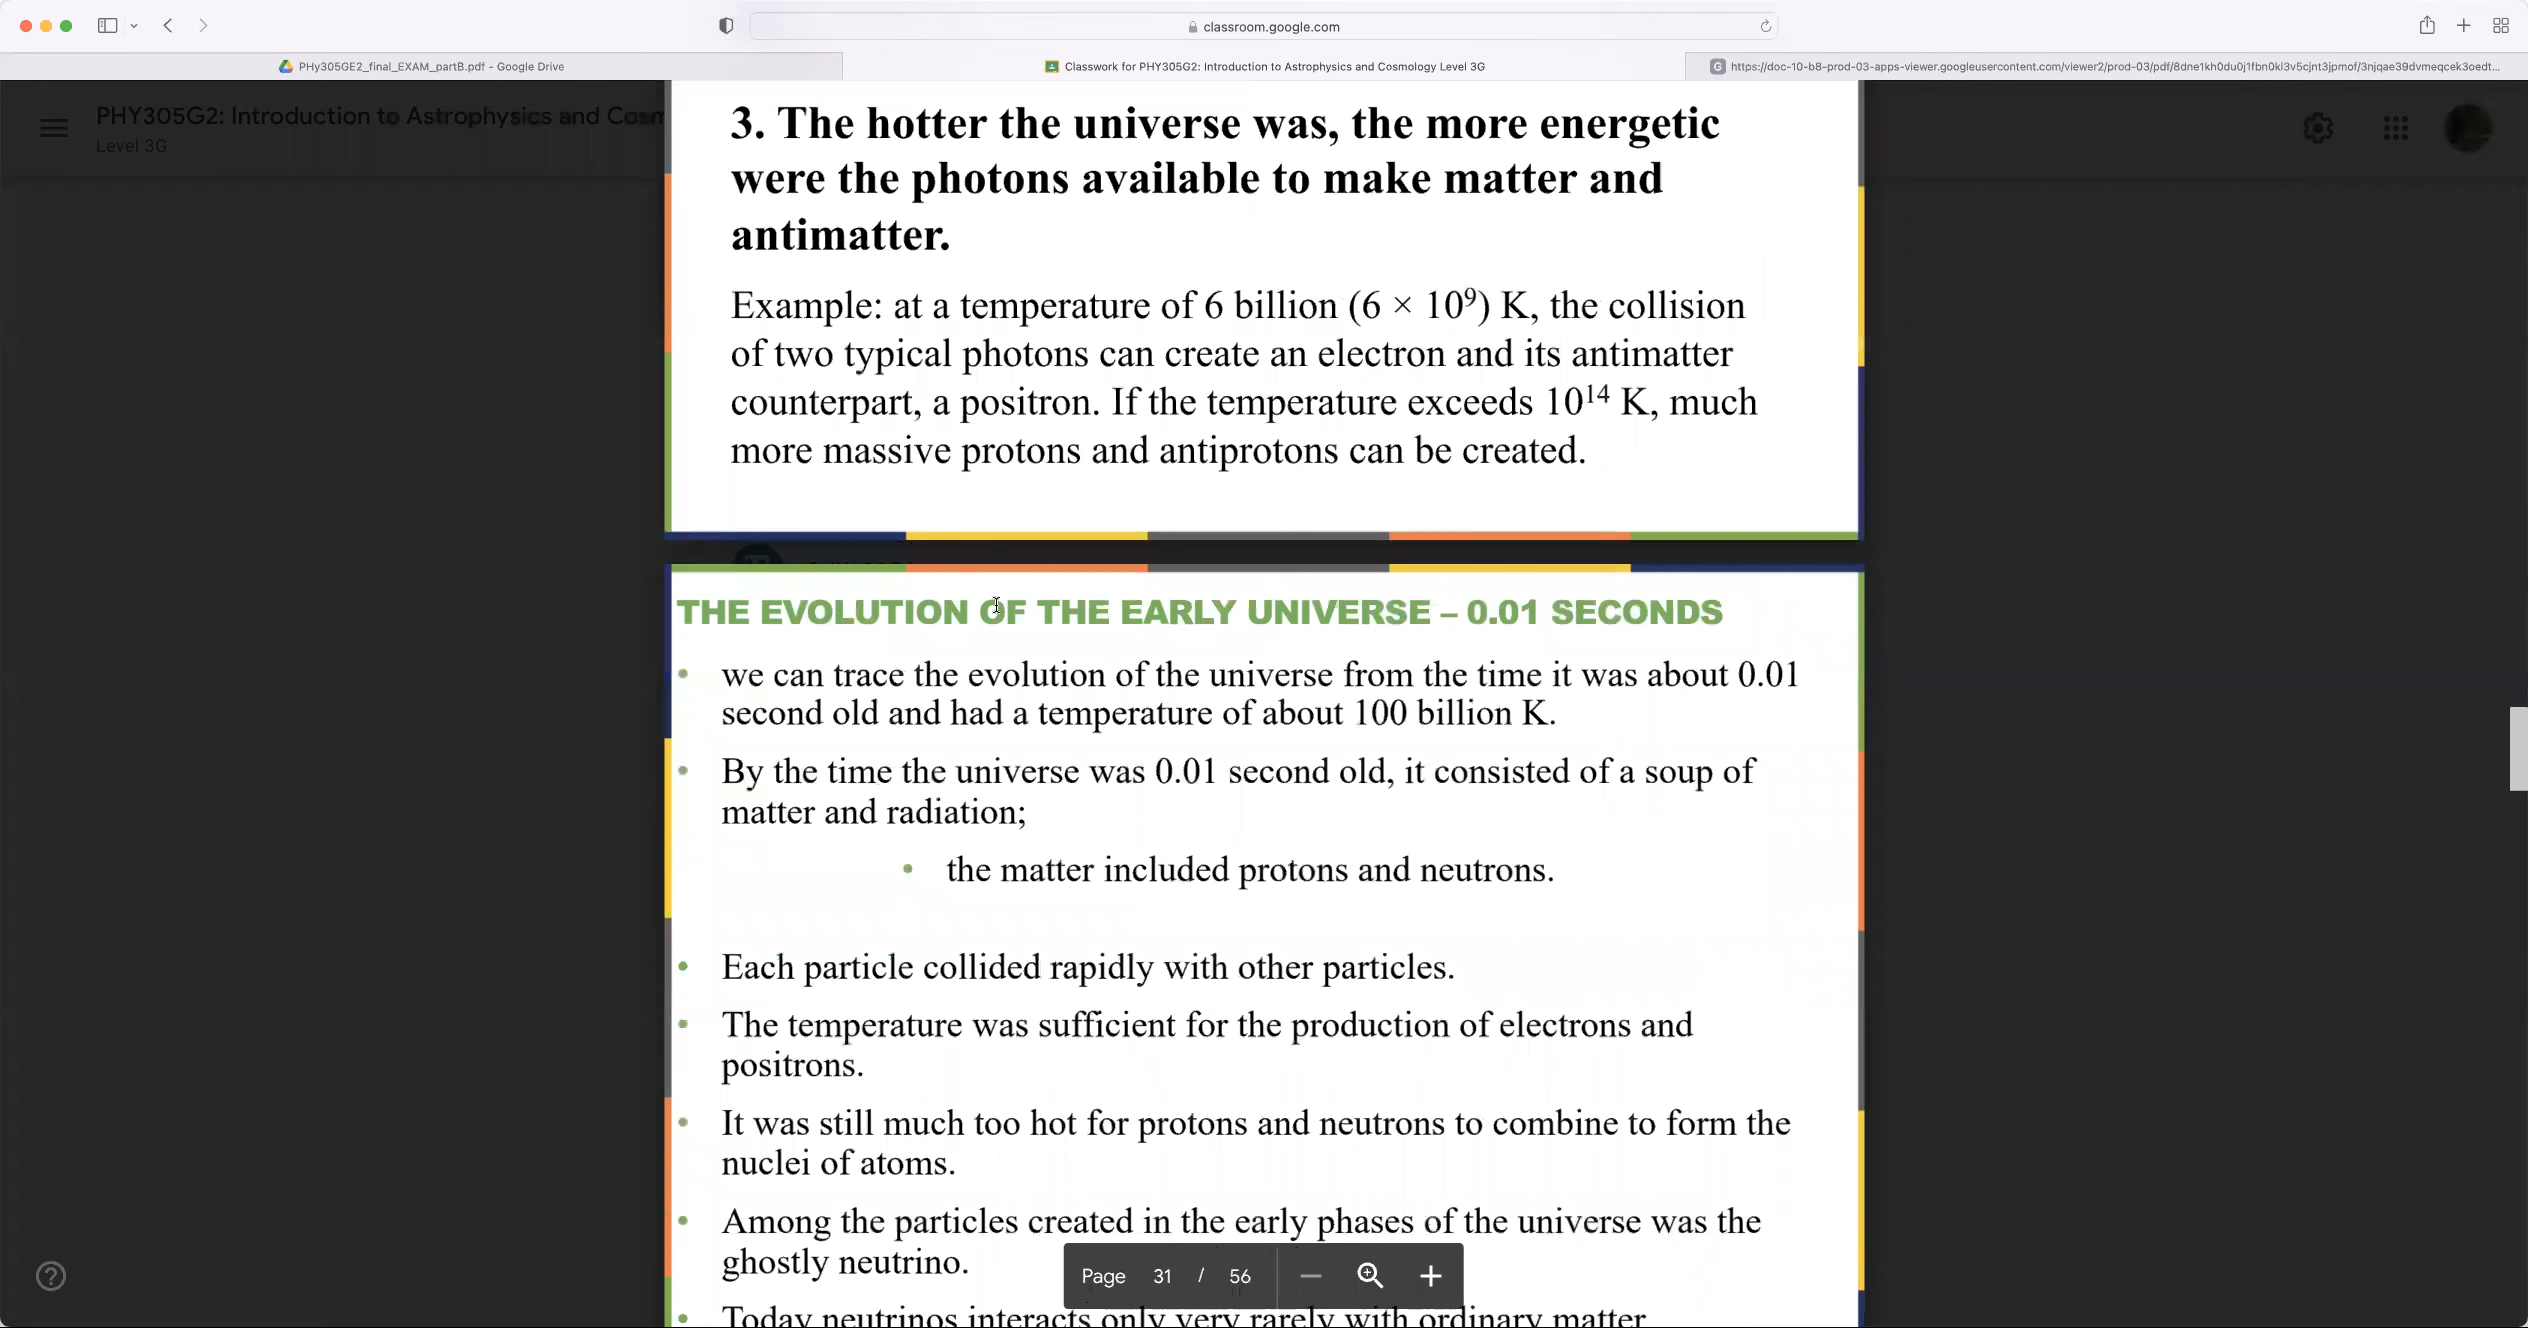 classroom.google.com
PHy305GE2_final_EXAM_partB.pdf - Google Drive
Classwork for PHY305G2: Introduction to Astrophysics and Cosmology Level 3G
PHY305G2: Introduction to Astrophysics and Cosm
Level 3G
3. The hotter the universe was, the more energetic
were the photons available to make matter and
antimatter.
Example: at a temperature of 6 billion (6 × 10⁹) K, the collision
of two typical photons can create an electron and its antimatter
counterpart, a positron. If the temperature exceeds 10¹⁴ K, much
more massive protons and antiprotons can be created.
THE EVOLUTION OF THE EARLY UNIVERSE – 0.01 SECONDS
• we can trace the evolution of the universe from the time it was about 0.01
second old and had a temperature of about 100 billion K.
• By the time the universe was 0.01 second old, it consisted of a soup of
matter and radiation;
• the matter included protons and neutrons.
• Each particle collided rapidly with other particles.
• The temperature was sufficient for the production of electrons and
positrons.
• It was still much too hot for protons and neutrons to combine to form the
nuclei of atoms.
• Among the particles created in the early phases of the universe was the
ghostly neutrino.
• Today neutrinos interacts only very rarely with ordinary matter
Page 31 / 56